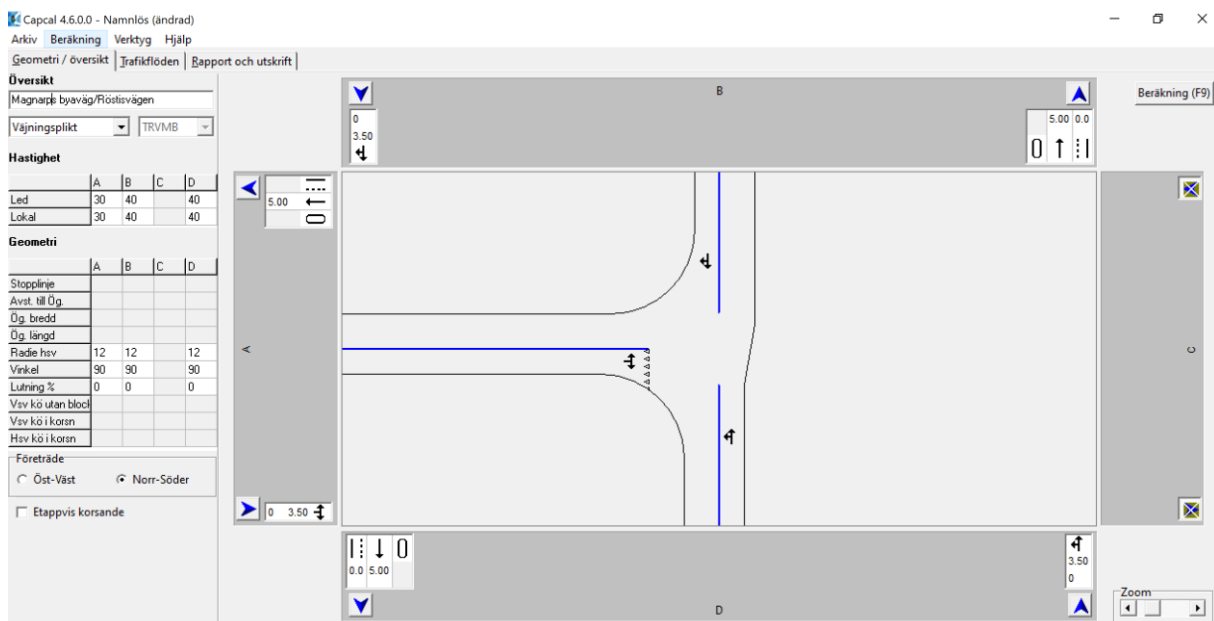 Capcal 4.6.0.0 - Namnlös (ändrad)
Arkiv Beräkning Verktyg Hjälp
Geometri / översikt Trafikflöden Rapport och utskrift
Översikt
Magnarps byaväg/Röstisvägen
Väjningsplikt TRVMB
Hastighet
A B C D
Led 30 40 40
Lokal 30 40 40
Geometri
A B C D
Stopplinje
Avst. till Ög.
Ög. bredd
Ög. längd
Radie hsv 12 12 12
Vinkel 90 90 90
Lutning % 0 0 0
Vsv kö utan block
Vsv kö i korsn
Hsv kö i korsn
Företräde
Öst-Väst Norr-Söder
Etappvis korsande
B
0
3.50
5.00 0.0
Beräkning (F9)
5.00
A
0 3.50
C
0.0 5.00
3.50
0
D
Zoom